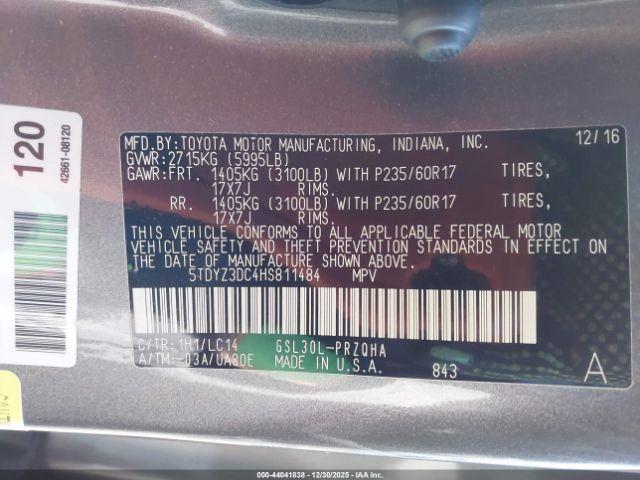 120
42661-08120
MFD.BY:TOYOTA MOTOR MANUFACTURING, INDIANA, INC. 12/16
GVWR:2715KG (5995LB)
GAWR:FRT. 1405KG (3100LB) WITH P235/60R17 TIRES,
17X7J RIMS.
RR. 1405KG (3100LB) WITH P235/60R17 TIRES,
17X7J RIMS.
THIS VEHICLE CONFORMS TO ALL APPLICABLE FEDERAL MOTOR
VEHICLE SAFETY AND THEFT PREVENTION STANDARDS IN EFFECT ON
THE DATE OF MANUFACTURE SHOWN ABOVE.
5TDYZ3DC4HS811484 MPV
C/TR:1H1/LC14 GSL30L-PRZQHA
A/TM:-03A/UA80E MADE IN U.S.A. 843 A
000-44041838 - 12/30/2025 - IAAI Inc.